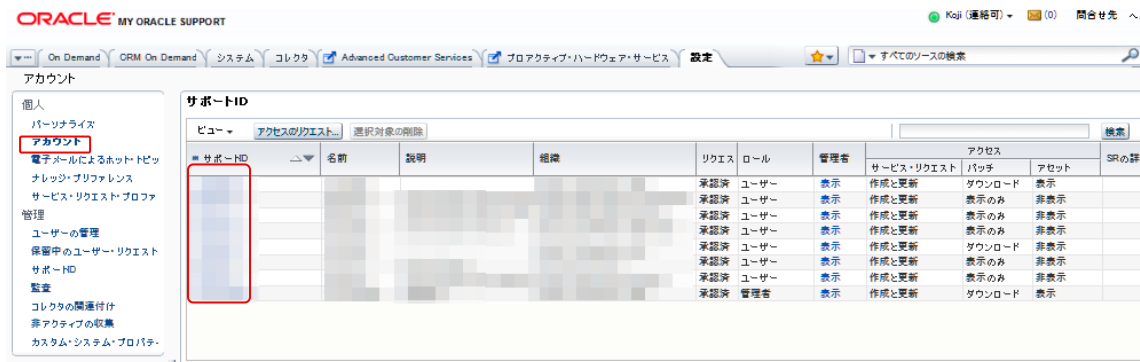 ORACLE MY ORACLE SUPPORT
Koji (連絡可) (0) 問合せ先 ヘ
On Demand CRM On Demand システム コレクタ Advanced Customer Services プロアクティブ・ハードウェア・サービス 設定 すべてのソースの検索
アカウント
個人
パーソナライズ
アカウント
電子メールによるホット・トピッ
ナレッジ・プリファレンス
サービス・リクエスト・プロファ
管理
ユーザーの管理
保留中のユーザー・リクエスト
サポートID
監査
コレクタの関連付け
非アクティブの収集
カスタム・システム・プロパテ
サポートID
ビュー アクセスのリクエスト... 選択対象の削除 検索
サポートID 名前 説明 組織 リクエス ロール 管理者 アクセス SRの詳
サービス・リクエスト パッチ アセット
承認済 ユーザー 表示 作成と更新 ダウンロード 表示
承認済 ユーザー 表示 作成と更新 表示のみ 非表示
承認済 ユーザー 表示 作成と更新 表示のみ 非表示
承認済 ユーザー 表示 作成と更新 表示のみ 非表示
承認済 ユーザー 表示 作成と更新 ダウンロード 非表示
承認済 ユーザー 表示 作成と更新 表示のみ 非表示
承認済 ユーザー 表示 作成と更新 表示のみ 非表示
承認済 管理者 表示 作成と更新 ダウンロード 表示